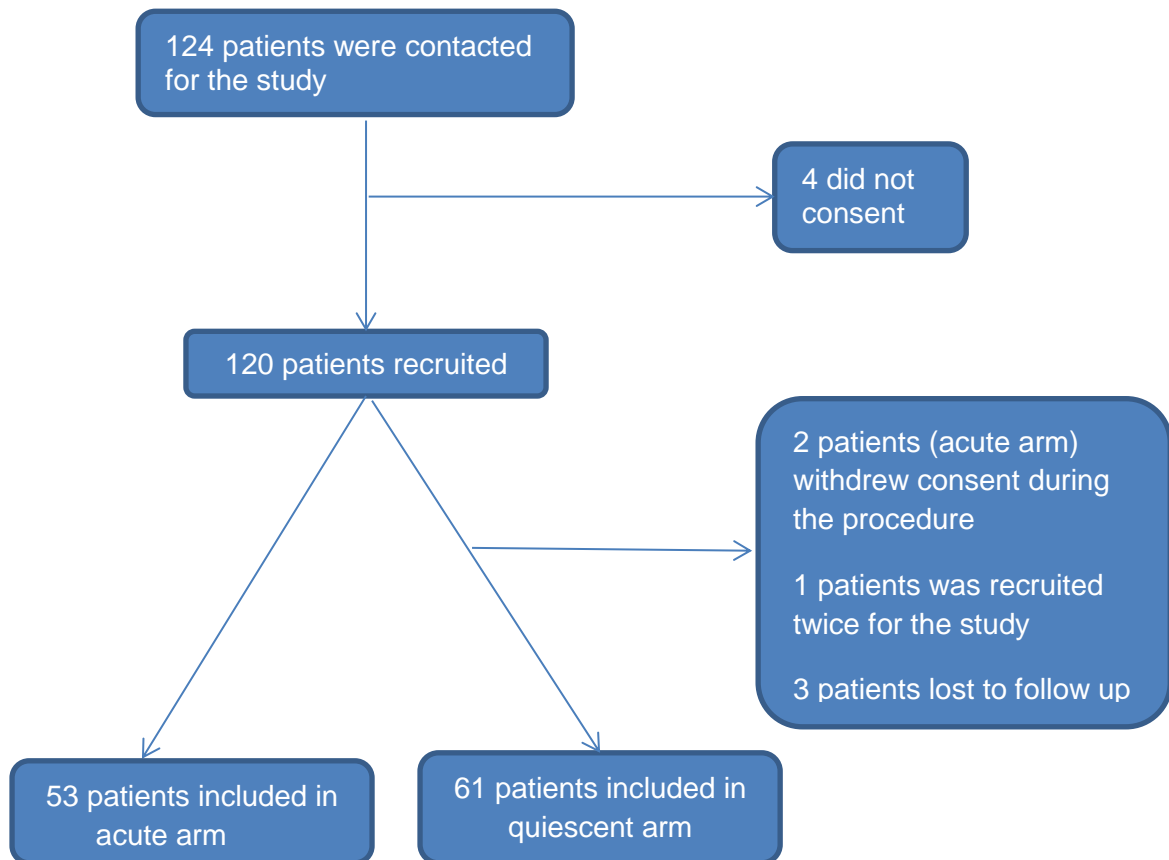 124 patients were contacted
for the study
4 did not
consent
120 patients recruited
2 patients (acute arm)
withdrew consent during
the procedure
1 patients was recruited
twice for the study
3 patients lost to follow up
53 patients included in
acute arm
61 patients included in
quiescent arm